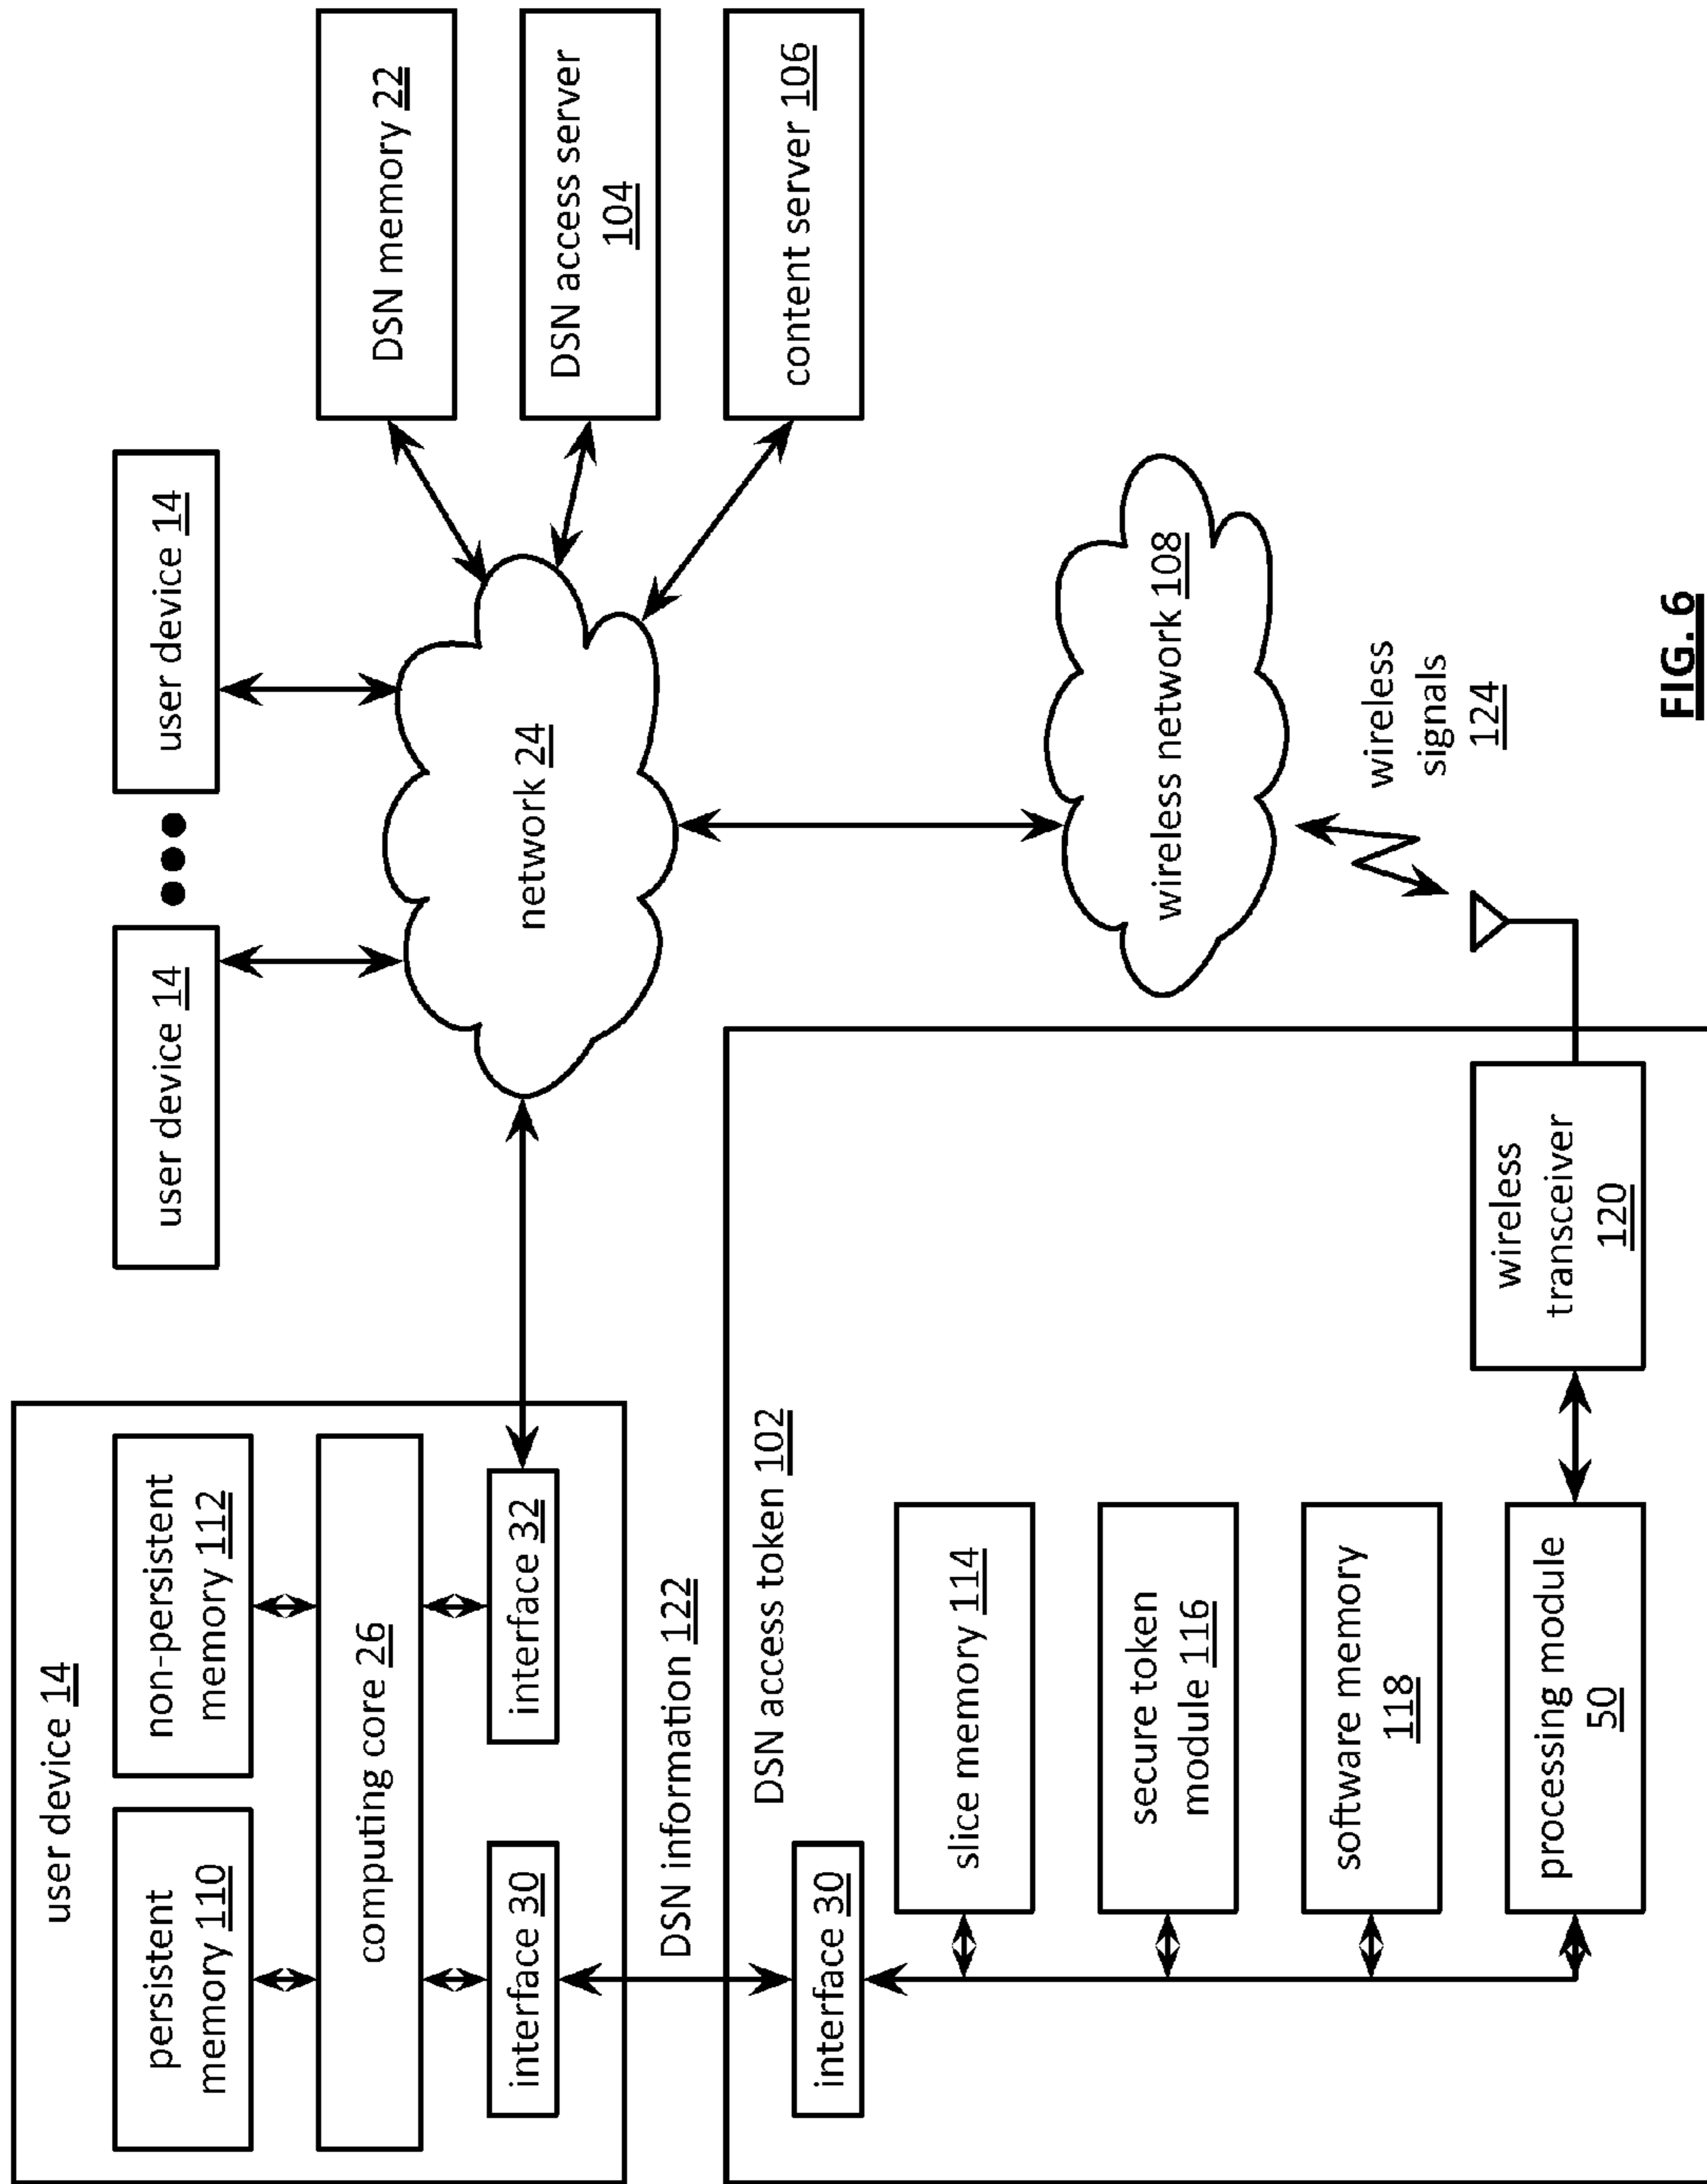 user device 14
persistent
memory 110
non-persistent
memory 112
computing core 26
interface 30
interface 32
user device 14
user device 14
network 24
DSN memory 22
DSN access server
104
content server 106
DSN information 122
DSN access token 102
interface 30
slice memory 114
secure token
module 116
software memory
118
processing module
50
wireless
transceiver
120
wireless network 108
wireless
signals
124
FIG. 6